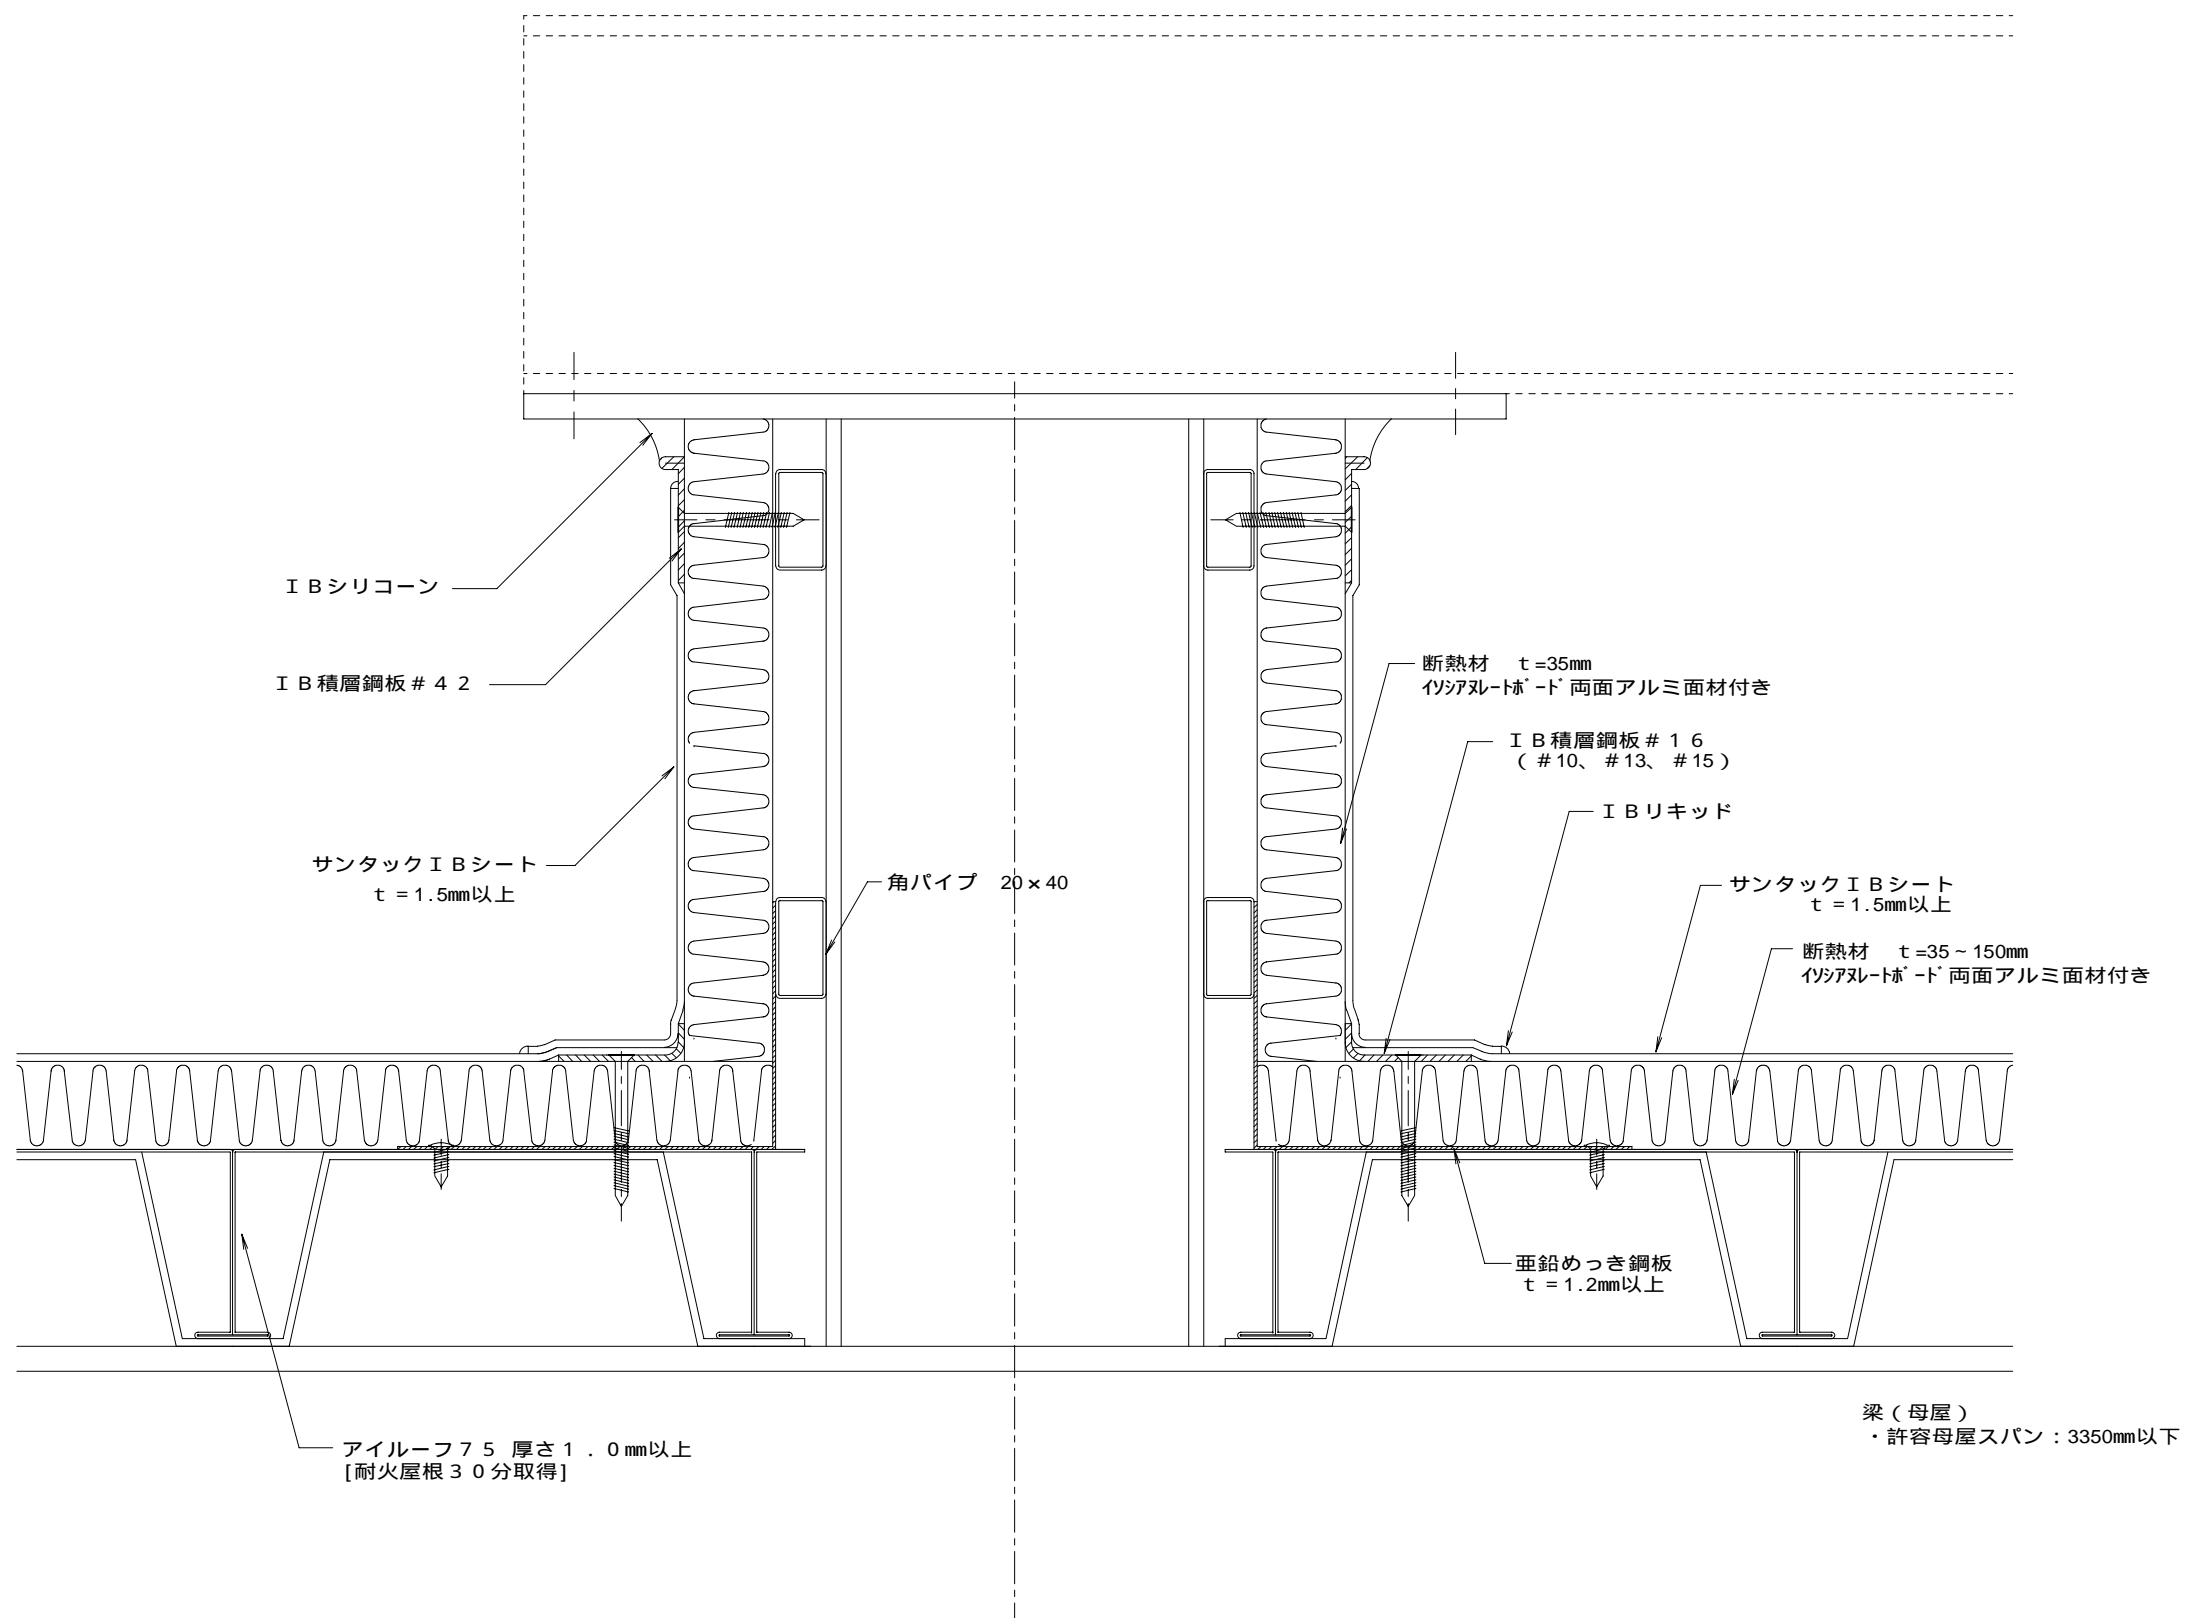 ＩＢシリコーン
ＩＢ積層鋼板＃４２
サンタックＩＢシート
ｔ=1.5mm以上
角パイプ　20×40
断熱材　ｔ=35mm
ｲｿｼｱﾇﾚｰﾄﾎﾞｰﾄﾞ両面アルミ面材付き
ＩＢ積層鋼板＃１６
（＃10、＃13、＃15）
ＩＢリキッド
サンタックＩＢシート
ｔ=1.5mm以上
断熱材　ｔ=35～150mm
ｲｿｼｱﾇﾚｰﾄﾎﾞｰﾄﾞ両面アルミ面材付き
亜鉛めっき鋼板
ｔ=1.2mm以上
梁（母屋）
・許容母屋スパン：3350mm以下
アイルーフ７５ 厚さ１．０mm以上
[耐火屋根３０分取得]